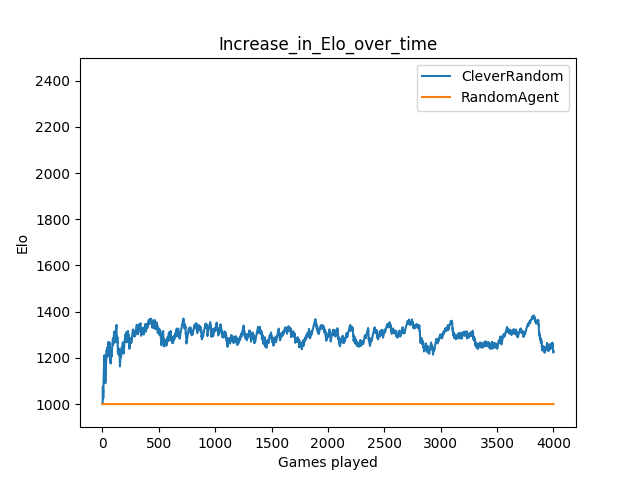 Increase_in_Elo_over_time
CleverRandom
RandomAgent
2400
2200
2000
1800
1600
1400
1200
1000
Elo
0 500 1000 1500 2000 2500 3000 3500 4000
Games played